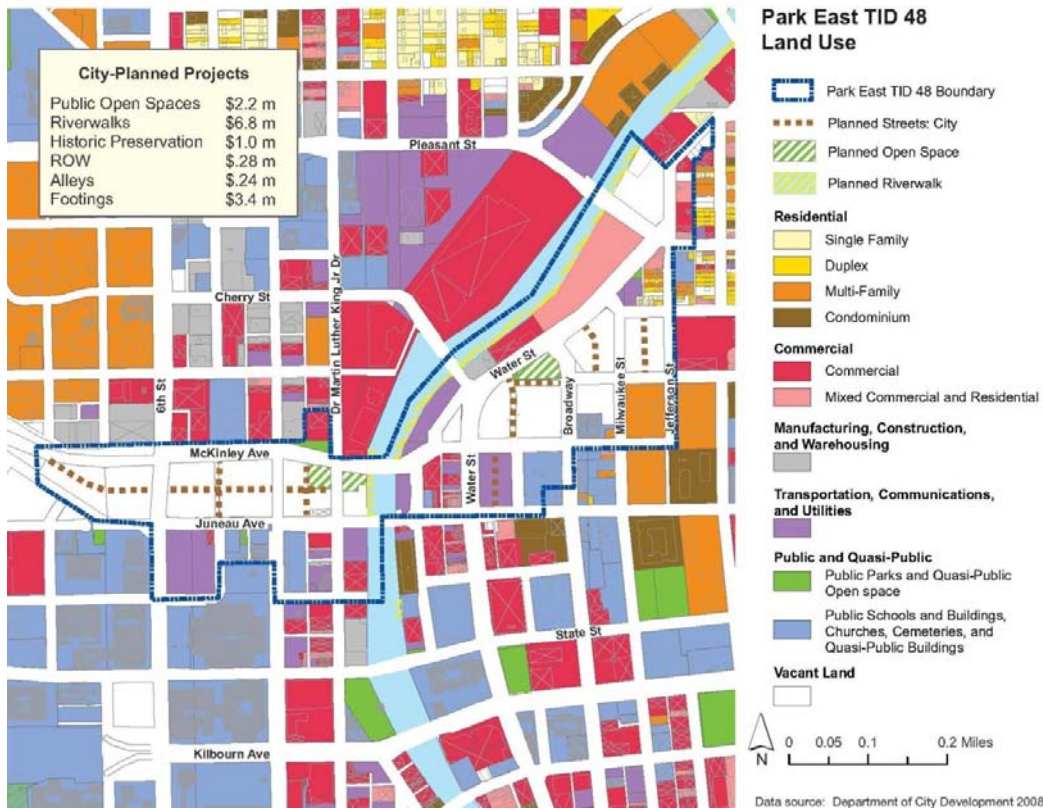 City-Planned Projects
Public Open Spaces $2.2 m
Riverwalks $6.8 m
Historic Preservation $1.0 m
ROW $.28 m
Alleys $.24 m
Footings $3.4 m
Pleasant St
Cherry St
Dr Martin Luther King Jr Dr
6th St
McKinley Ave
Juneau Ave
Water St
Water St
Broadway
Milwaukee St
Jefferson St
State St
Kilbourn Ave
Park East TID 48
Land Use
Park East TID 48 Boundary
Planned Streets: City
Planned Open Space
Planned Riverwalk
Residential
Single Family
Duplex
Multi-Family
Condominium
Commercial
Commercial
Mixed Commercial and Residential
Manufacturing, Construction,
and Warehousing
Transportation, Communications,
and Utilities
Public and Quasi-Public
Public Parks and Quasi-Public
Open space
Public Schools and Buildings,
Churches, Cemeteries, and
Quasi-Public Buildings
Vacant Land
N
0 0.05 0.1 0.2 Miles
Data source: Department of City Development 2008